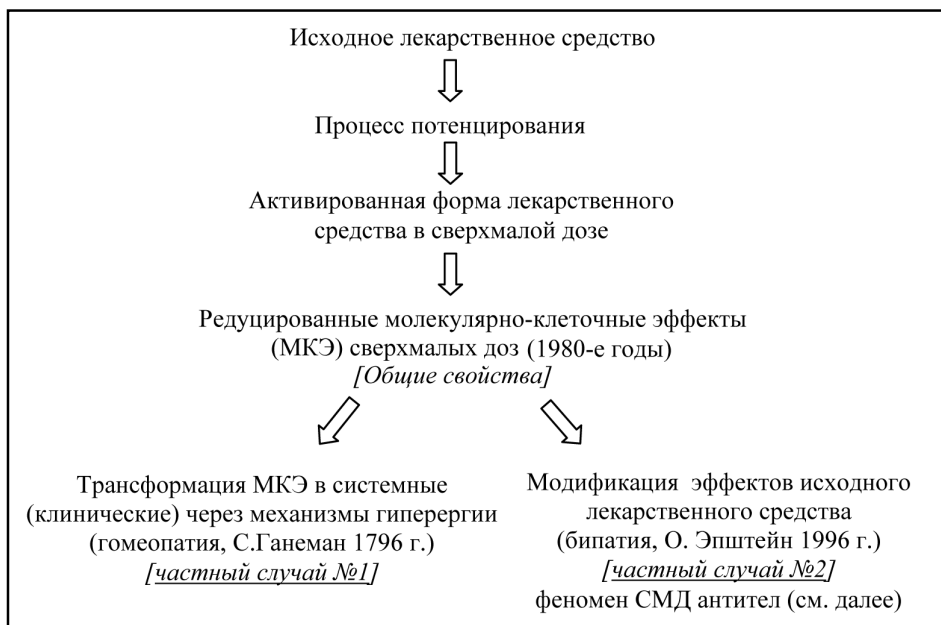 Исходное лекарственное средство
Процесс потенцирования
Активированная форма лекарственного
средства в сверхмалой дозе
Редуцированные молекулярно-клеточные эффекты
(МКЭ) сверхмалых доз (1980-е годы)
[Общие свойства]
Трансформация МКЭ в системные
(клинические) через механизмы гиперергии
(гомеопатия, С.Ганеман 1796 г.)
[частный случай №1]
Модификация эффектов исходного
лекарственного средства
(бипатия, О. Эпштейн 1996 г.)
[частный случай №2]
феномен СМД антител (см. далее)